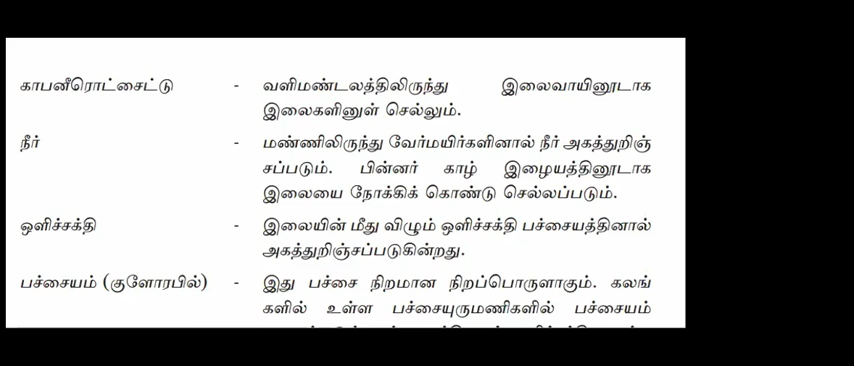 காபனீரொட்சைட்டு - வளிமண்டலத்திலிருந்து இலைவாயினூடாக
இலைகளினுள் செல்லும்.
நீர் - மண்ணிலிருந்து வேர்மயிர்களினால் நீர் அகத்துறிஞ்
சப்படும். பின்னர் காழ் இழையத்தினூடாக
இலையை நோக்கிக் கொண்டு செல்லப்படும்.
ஒளிச்சக்தி - இலையின் மீது விழும் ஒளிச்சக்தி பச்சையத்தினால்
அகத்துறிஞ்சப்படுகின்றது.
பச்சையம் (குளோரபில்) - இது பச்சை நிறமான நிறப்பொருளாகும். கலங்
களில் உள்ள பச்சையுருமணிகளில் பச்சையம்